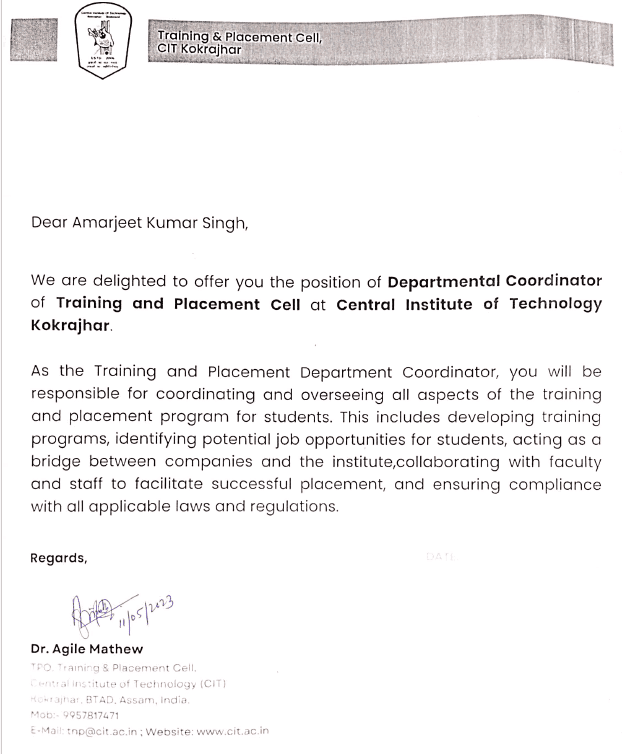 Training & Placement Cell,
CIT Kokrajhar
Dear Amarjeet Kumar Singh,
We are delighted to offer you the position of Departmental Coordinator
of Training and Placement Cell at Central Institute of Technology
Kokrajhar.
As the Training and Placement Department Coordinator, you will be
responsible for coordinating and overseeing all aspects of the training
and placement program for students. This includes developing training
programs, identifying potential job opportunities for students, acting as a
bridge between companies and the institute,collaborating with faculty
and staff to facilitate successful placement, and ensuring compliance
with all applicable laws and regulations.
Regards,
DATE
11/05/2023
Dr. Agile Mathew
TPO, Training & Placement Cell,
Central Institute of Technology (CIT)
Kokrajhar, BTAD, Assam, India.
Mob:- 9957817471
E-Mail: tnp@cit.ac.in ; Website: www.cit.ac.in